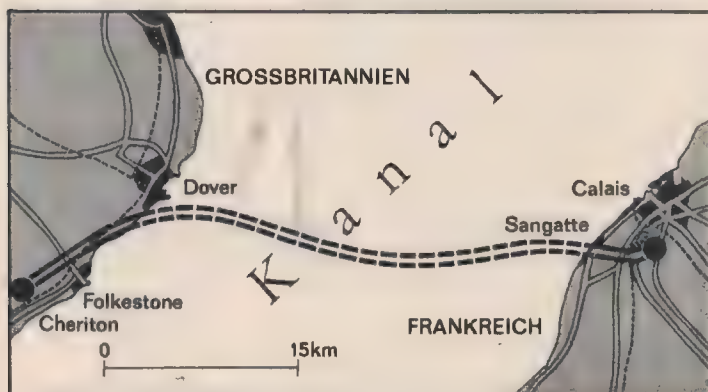 GROSSBRITANNIEN
Kanal
Dover
Calais
Sangatte
Folkestone
Cheriton
FRANKREICH
0 15km